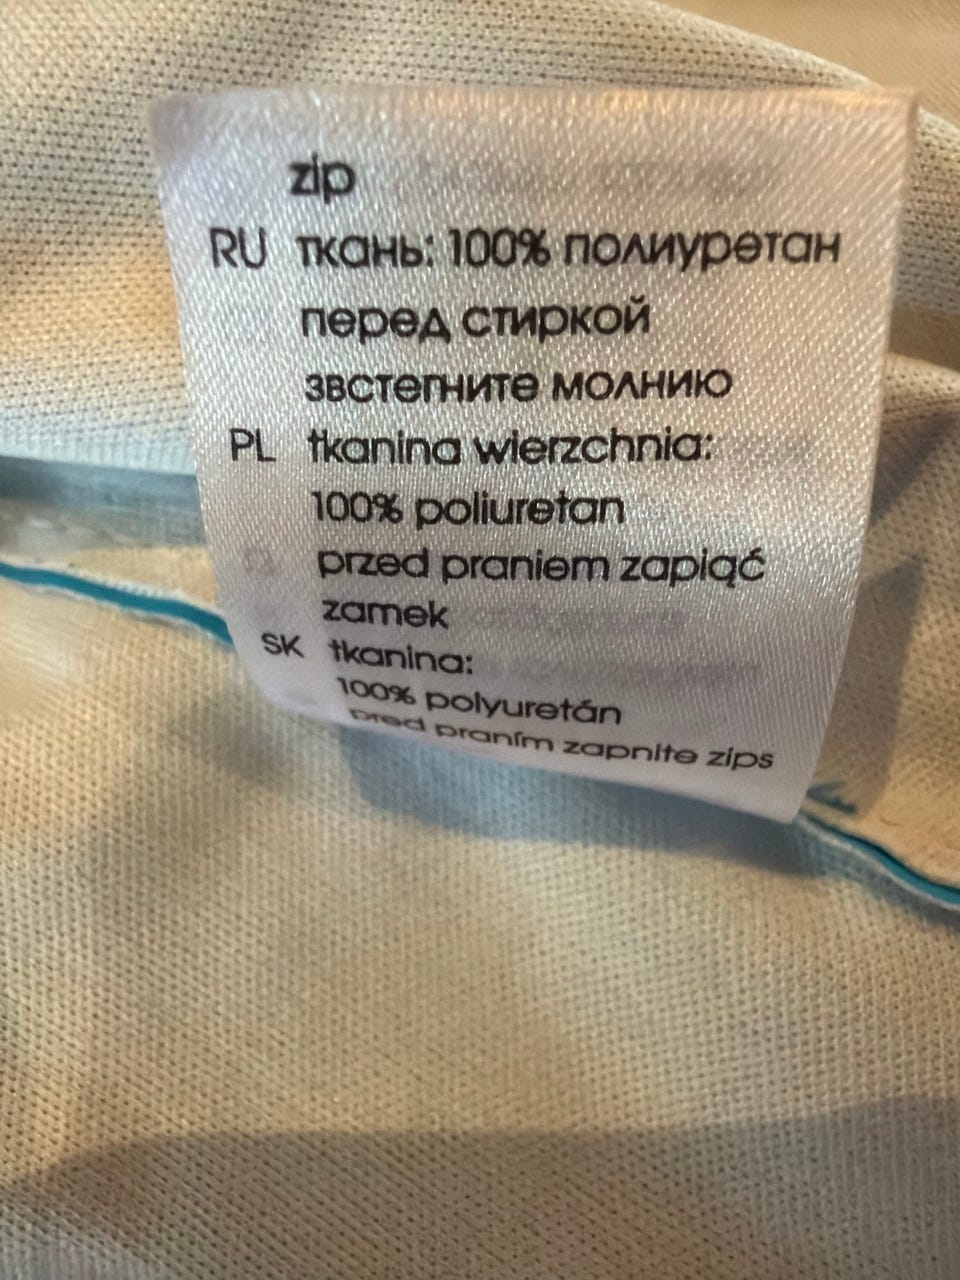 zip
RU ткань: 100% полиуретан
перед стиркой
звстегните молнию
PL tkanina wierzchnia:
100% poliuretan
przed praniem zapiąć
zamek
SK tkanina:
100% polyuretán
pred praním zapnite zips